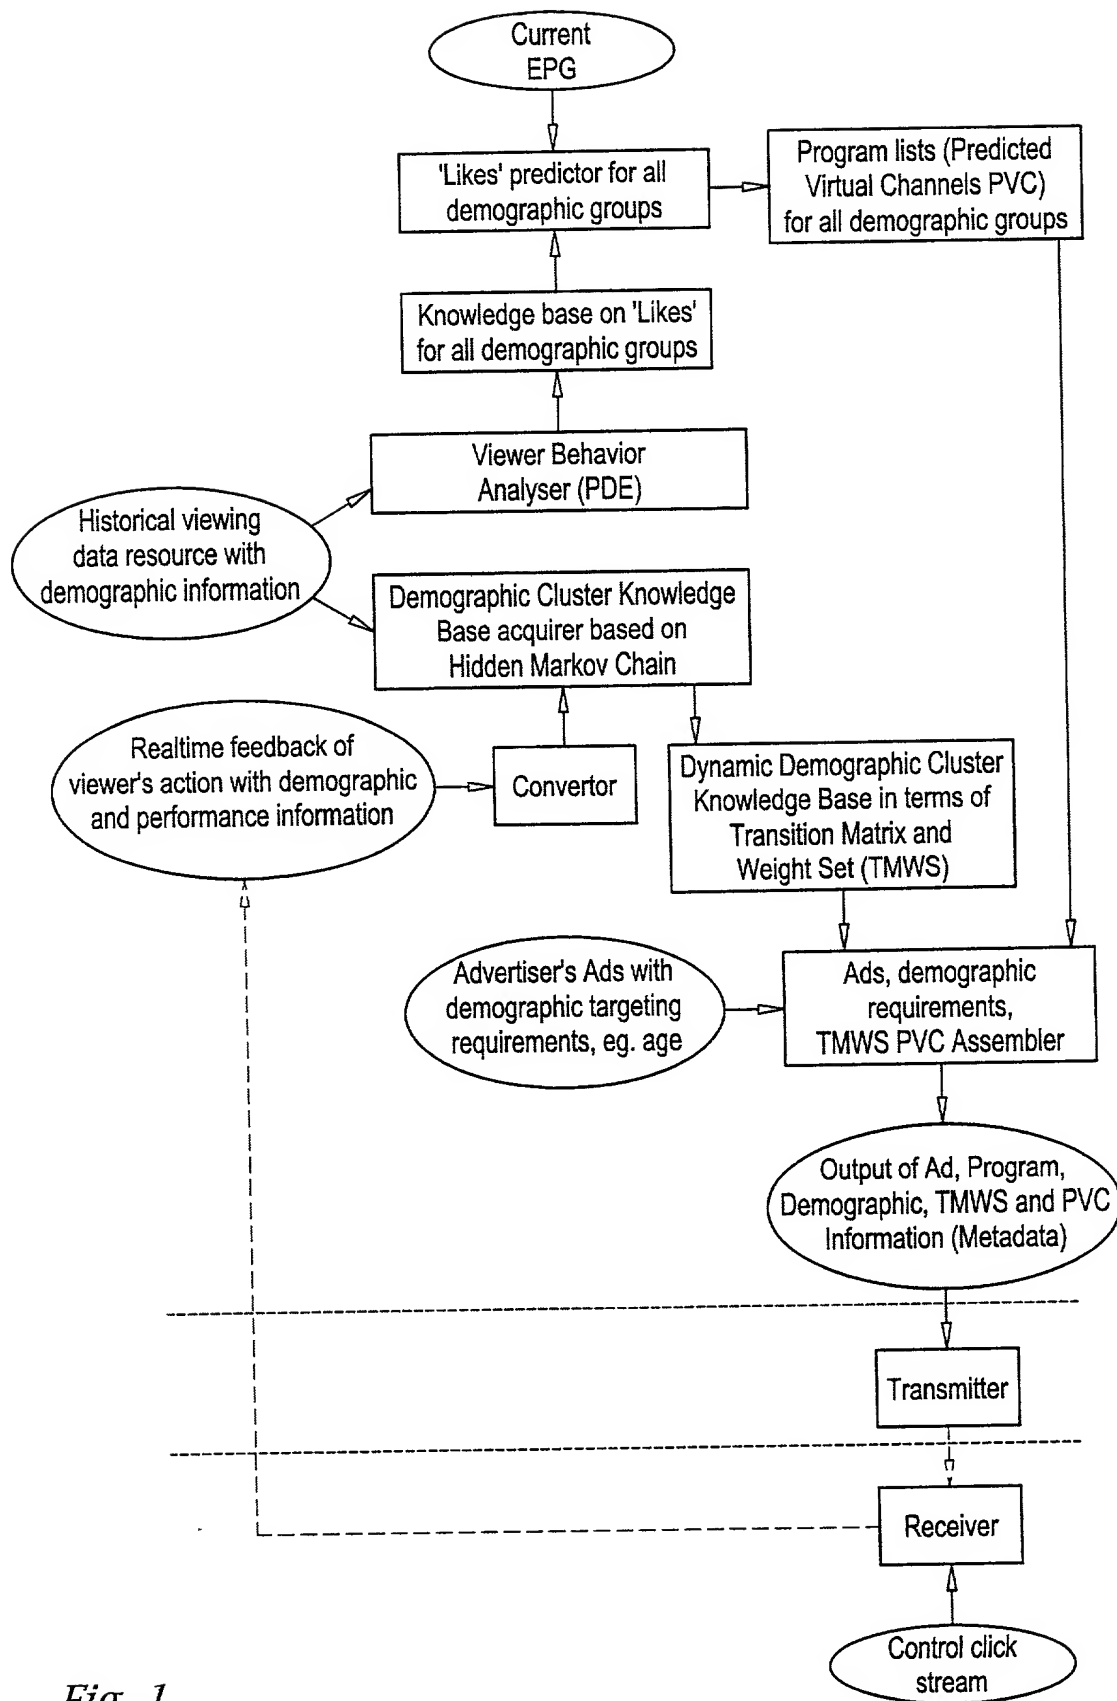 Current
EPG
'Likes' predictor for all
demographic groups
Program lists (Predicted
Virtual Channels PVC)
for all demographic groups
Knowledge base on 'Likes'
for all demographic groups
Viewer Behavior
Analyser (PDE)
Historical viewing
data resource with
demographic information
Demographic Cluster Knowledge
Base acquirer based on
Hidden Markov Chain
Realtime feedback of
viewer's action with demographic
and performance information
Convertor
Dynamic Demographic Cluster
Knowledge Base in terms of
Transition Matrix and
Weight Set (TMWS)
Advertiser's Ads with
demographic targeting
requirements, eg. age
Ads, demographic
requirements,
TMWS PVC Assembler
Output of Ad, Program,
Demographic, TMWS and PVC
Information (Metadata)
Transmitter
Receiver
Control click
stream
Fig. 1